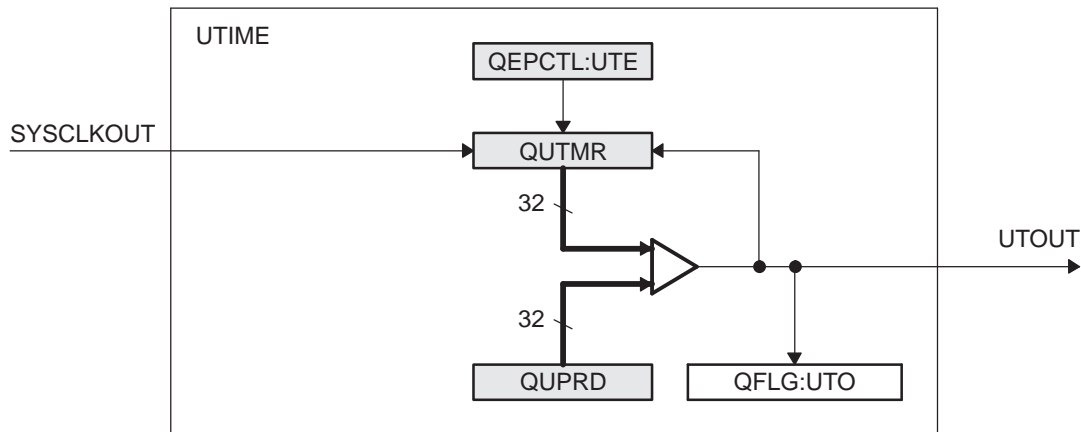 UTIME
QEPCTL:UTE
SYSCLKOUT
QUTMR
32
UTOUT
32
QUPRD
QFLG:UTO